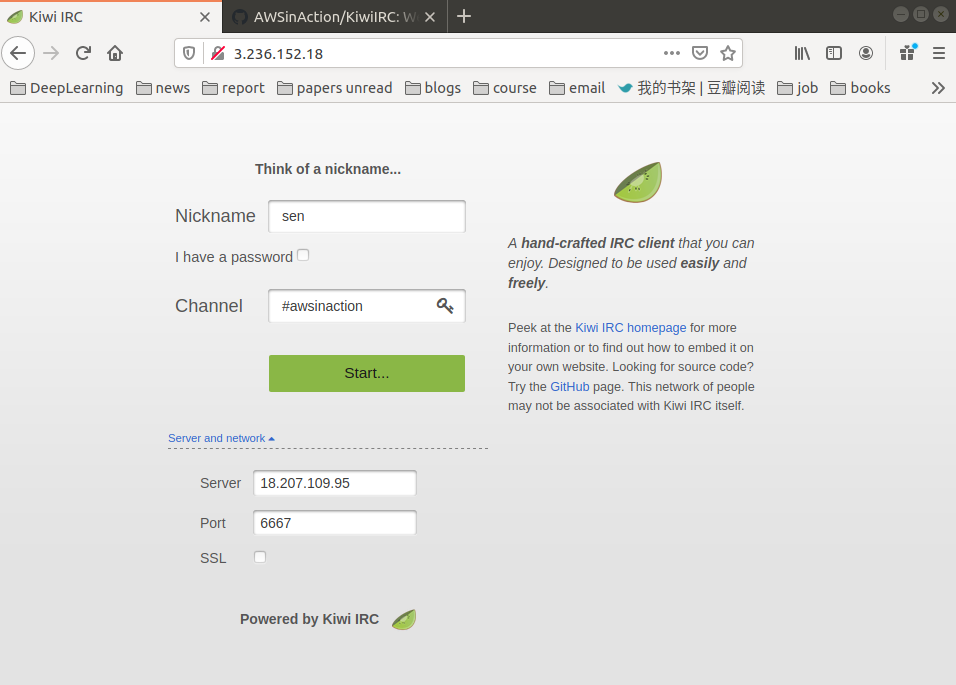 Kiwi IRC
AWSinAction/KiwiIRC: W
3.236.152.18
DeepLearning news report papers unread blogs course email 我的书架 | 豆瓣阅读 job books
Think of a nickname...
Nickname sen
I have a password
Channel #awsinaction
Start...
A hand-crafted IRC client that you can
enjoy. Designed to be used easily and
freely.
Peek at the Kiwi IRC homepage for more
information or to find out how to embed it on
your own website. Looking for source code?
Try the GitHub page. This network of people
may not be associated with Kiwi IRC itself.
Server and network
Server 18.207.109.95
Port 6667
SSL
Powered by Kiwi IRC